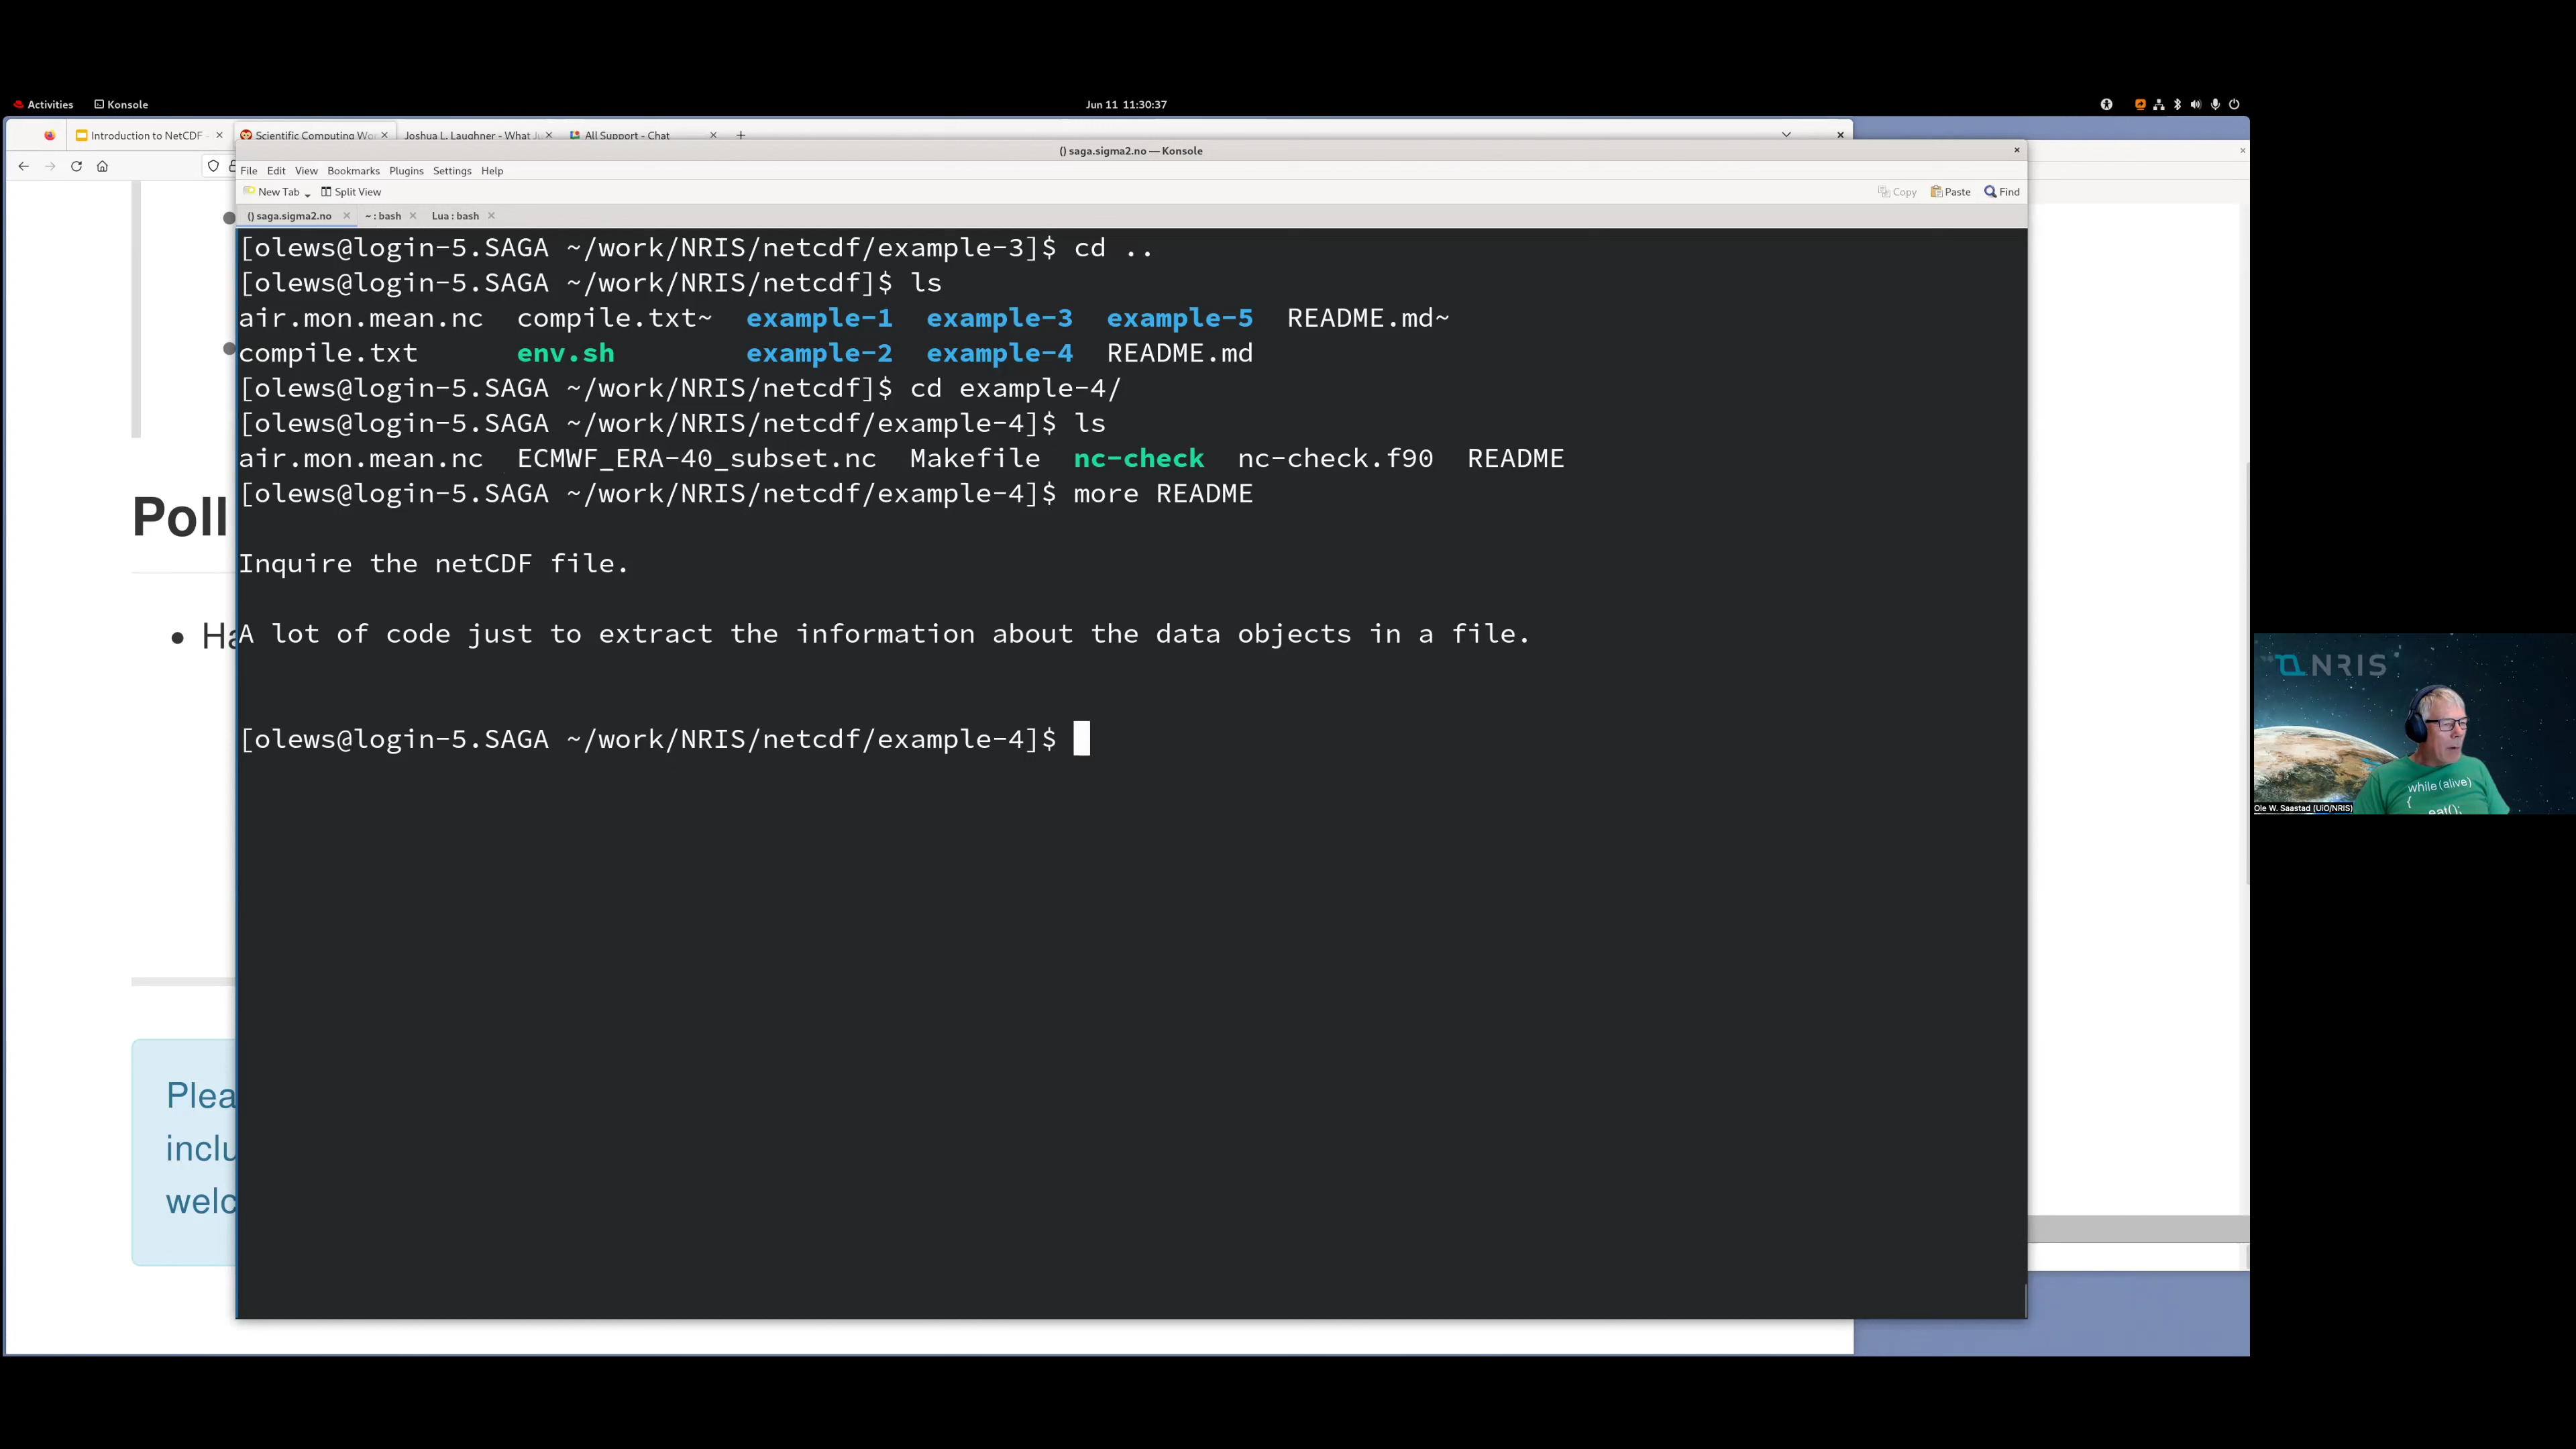 Activities Konsole Jun 11 11:30:37
Introduction to NetCDF - Scientific Computing Wo Joshua L. Laughner - What Ju All Support - Chat
() saga.sigma2.no — Konsole
File Edit View Bookmarks Plugins Settings Help
New Tab Split View Copy Paste Find
() saga.sigma2.no ~ : bash Lua : bash
[olews@login-5.SAGA ~/work/NRIS/netcdf/example-3]$ cd ..
[olews@login-5.SAGA ~/work/NRIS/netcdf]$ ls
air.mon.mean.nc compile.txt~ example-1 example-3 example-5 README.md~
compile.txt env.sh example-2 example-4 README.md
[olews@login-5.SAGA ~/work/NRIS/netcdf]$ cd example-4/
[olews@login-5.SAGA ~/work/NRIS/netcdf/example-4]$ ls
air.mon.mean.nc ECMWF_ERA-40_subset.nc Makefile nc-check nc-check.f90 README
[olews@login-5.SAGA ~/work/NRIS/netcdf/example-4]$ more README
Inquire the netCDF file.
A lot of code just to extract the information about the data objects in a file.
[olews@login-5.SAGA ~/work/NRIS/netcdf/example-4]$
Poll
Ha
Plea
inclu
welc
NRIS
while (alive)
{
eat();
Ole W. Saastad (UiO/NRIS)